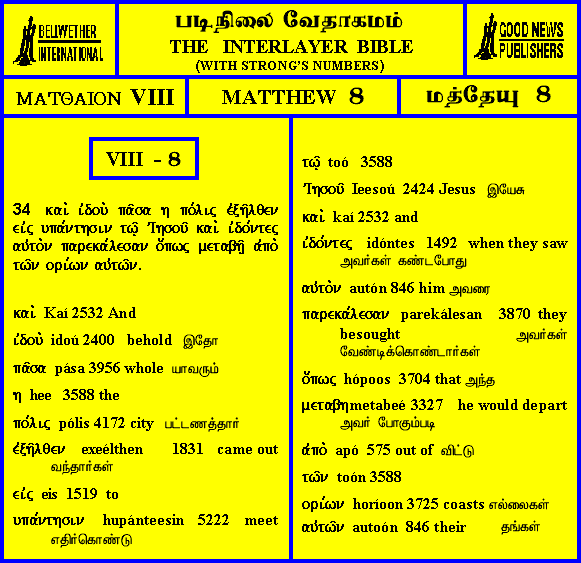 BELLWETHER
INTERNATIONAL
படிநிலை வேதாகமம்
THE INTERLAYER BIBLE
(WITH STRONG'S NUMBERS)
GOOD NEWS
PUBLISHERS
ΜΑΤΘΑΙΟΝ VIII
MATTHEW 8
மத்தேயு 8
VIII - 8
34 καὶ ἰδοὺ πᾶσα η πόλις ἐξῆλθεν
εἰς υπάντησιν τῷ Ἰησοῦ καὶ ἰδόντες
αὐτὸν παρεκάλεσαν ὅπως μεταβῇ ἀπὸ
τῶν ορίων αὐτῶν.
καὶ Kaí 2532 And
ἰδοὺ idoú 2400 behold இதோ
πᾶσα pása 3956 whole யாவரும்
η hee 3588 the
πόλις pólis 4172 city பட்டணத்தார்
ἐξῆλθεν exeélthen 1831 came out
வந்தார்கள்
εἰς eis 1519 to
υπάντησιν hupánteesin 5222 meet
எதிர்கொண்டு
τῷ toó 3588
Ἰησοῦ Ieesoú 2424 Jesus இயேசு
καὶ kaí 2532 and
ἰδόντες idóntes 1492 when they saw
அவர்கள் கண்டபோது
αὐτὸν autón 846 him அவரை
παρεκάλεσαν parekálesan 3870 they
besought அவர்கள்
வேண்டிக்கொண்டார்கள்
ὅπως hópoos 3704 that அந்த
μεταβῇ metabeé 3327 he would depart
அவர் போகும்படி
ἀπὸ apó 575 out of விட்டு
τῶν toón 3588
ορίων horíoon 3725 coasts எல்லைகள்
αὐτῶν autoón 846 their தங்கள்